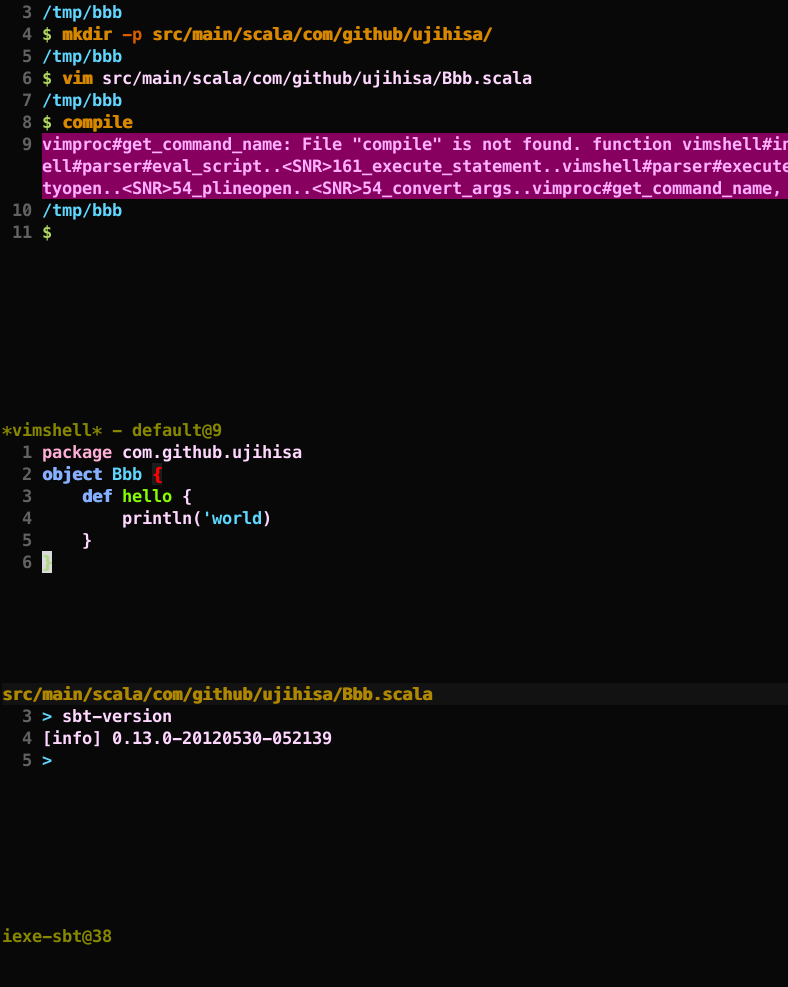 3 /tmp/bbb
4 $ mkdir -p src/main/scala/com/github/ujihisa/
5 /tmp/bbb
6 $ vim src/main/scala/com/github/ujihisa/Bbb.scala
7 /tmp/bbb
8 $ compile
9 vimproc#get_command_name: File "compile" is not found. function vimshell#in
ell#parser#eval_script..<SNR>161_execute_statement..vimshell#parser#execute
tyopen..<SNR>54_plineopen..<SNR>54_convert_args..vimproc#get_command_name,
10 /tmp/bbb
11 $
*vimshell* - default@9
1 package com.github.ujihisa
2 object Bbb {
3     def hello {
4         println('world)
5     }
6 }
src/main/scala/com/github/ujihisa/Bbb.scala
3 > sbt-version
4 [info] 0.13.0-20120530-052139
5 >
iexe-sbt@38